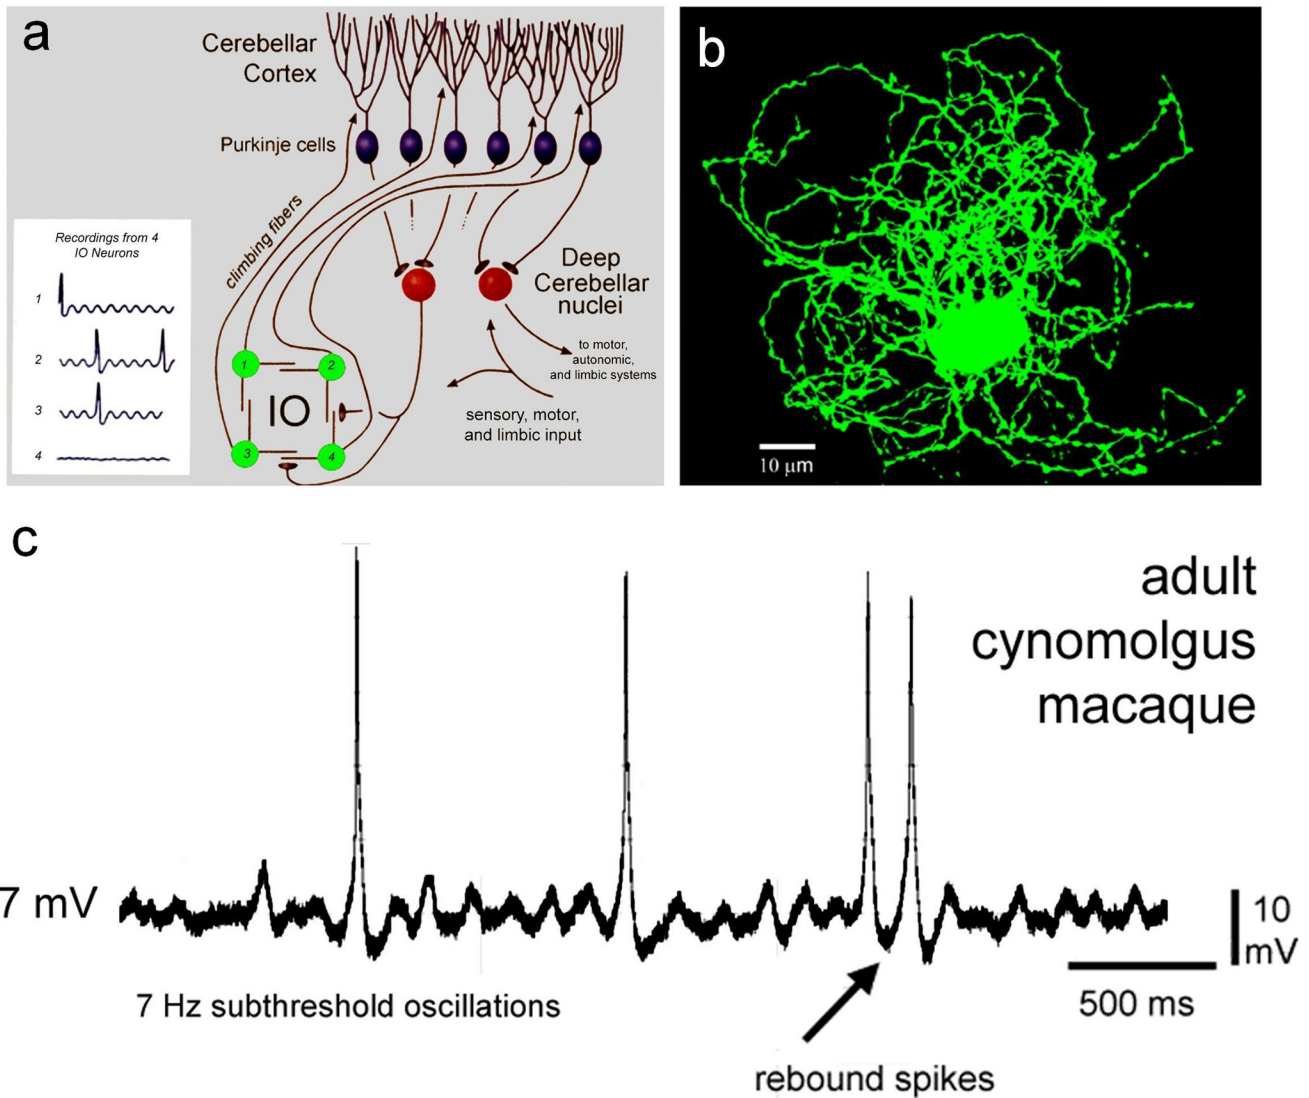 a
Cerebellar
Cortex
Purkinje cells
climbing fibers
Recordings from 4
IO Neurons
1
2
3
4
Deep
Cerebellar
nuclei
to motor,
autonomic,
and limbic systems
sensory, motor,
and limbic input
1
2
IO
3
4
b
10 µm
c
adult
cynomolgus
macaque
7 mV
10
mV
500 ms
7 Hz subthreshold oscillations
rebound spikes